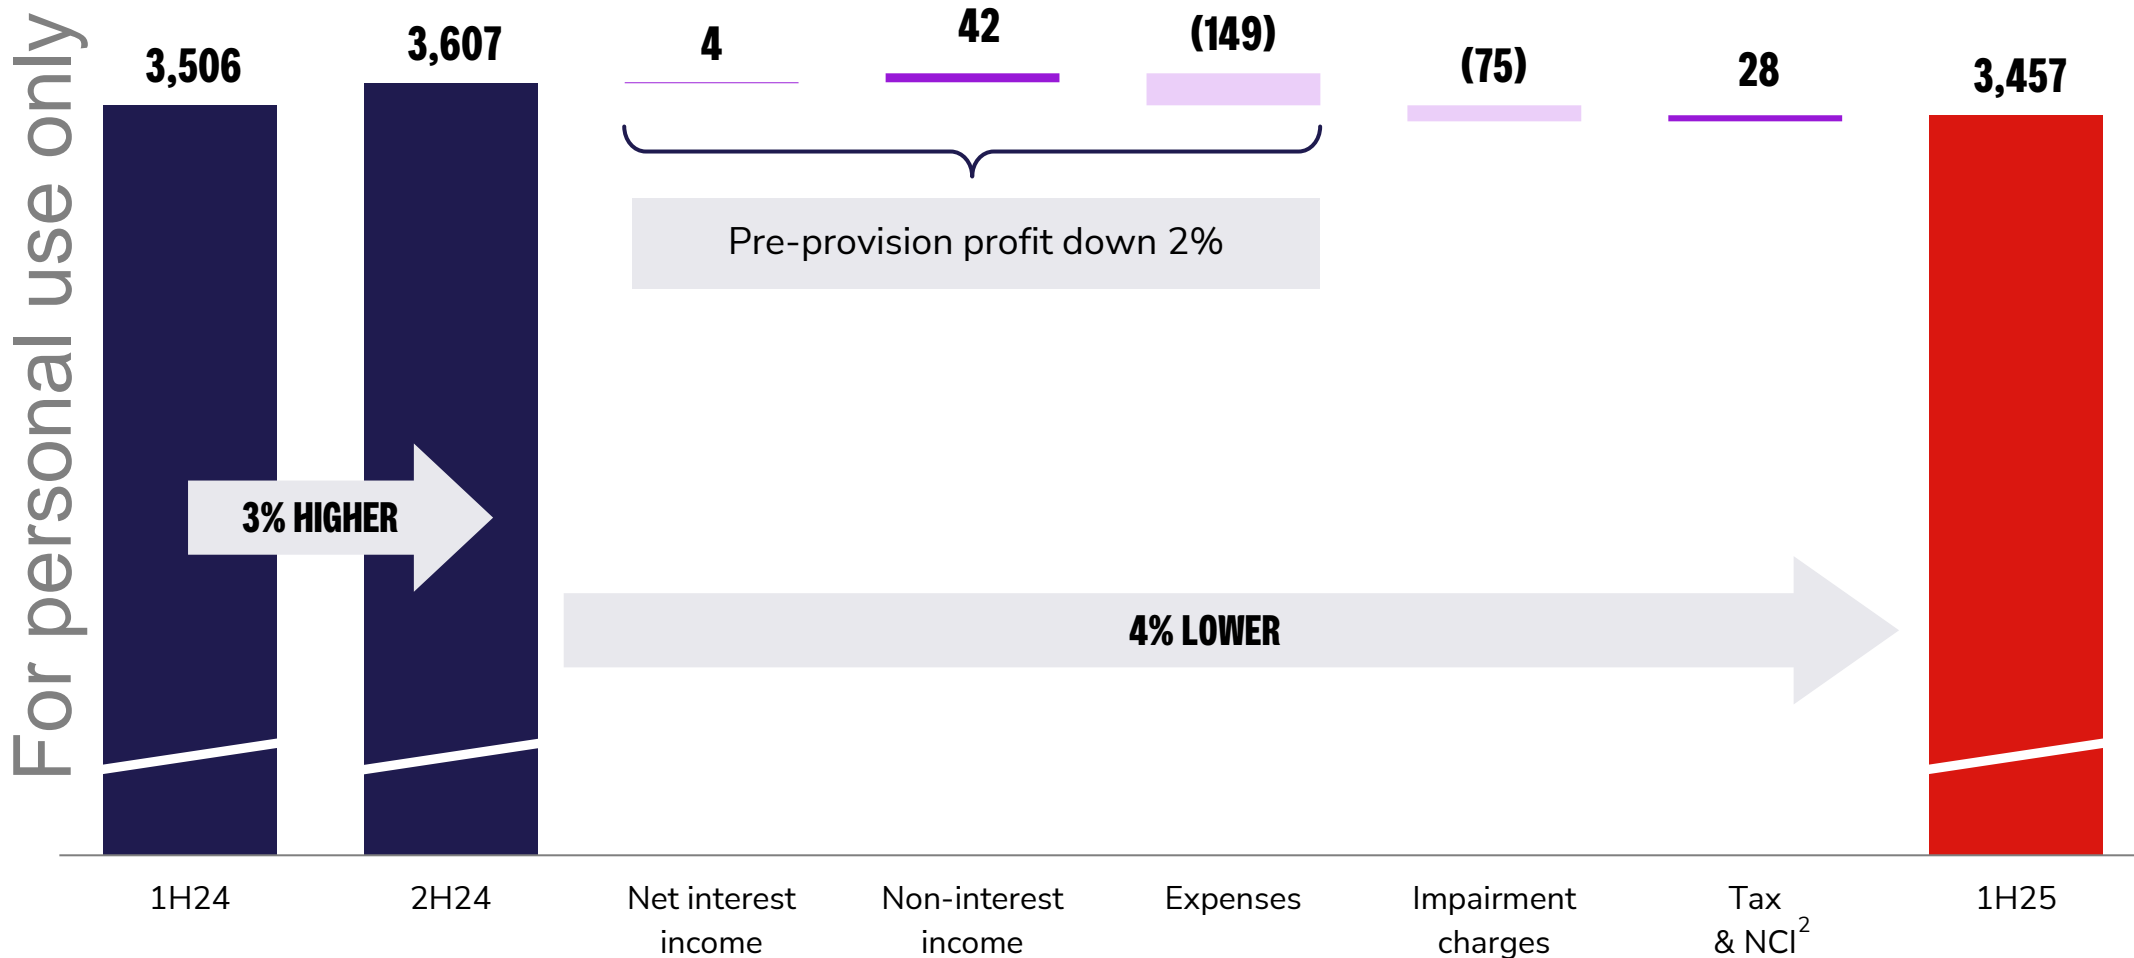 For personal use only
3,506
3,607
4
42
(149)
(75)
28
3,457
Pre-provision profit down 2%
3% HIGHER
4% LOWER
1H24
2H24
Net interest
income
Non-interest
income
Expenses
Impairment
charges
Tax
& NCI²
1H25